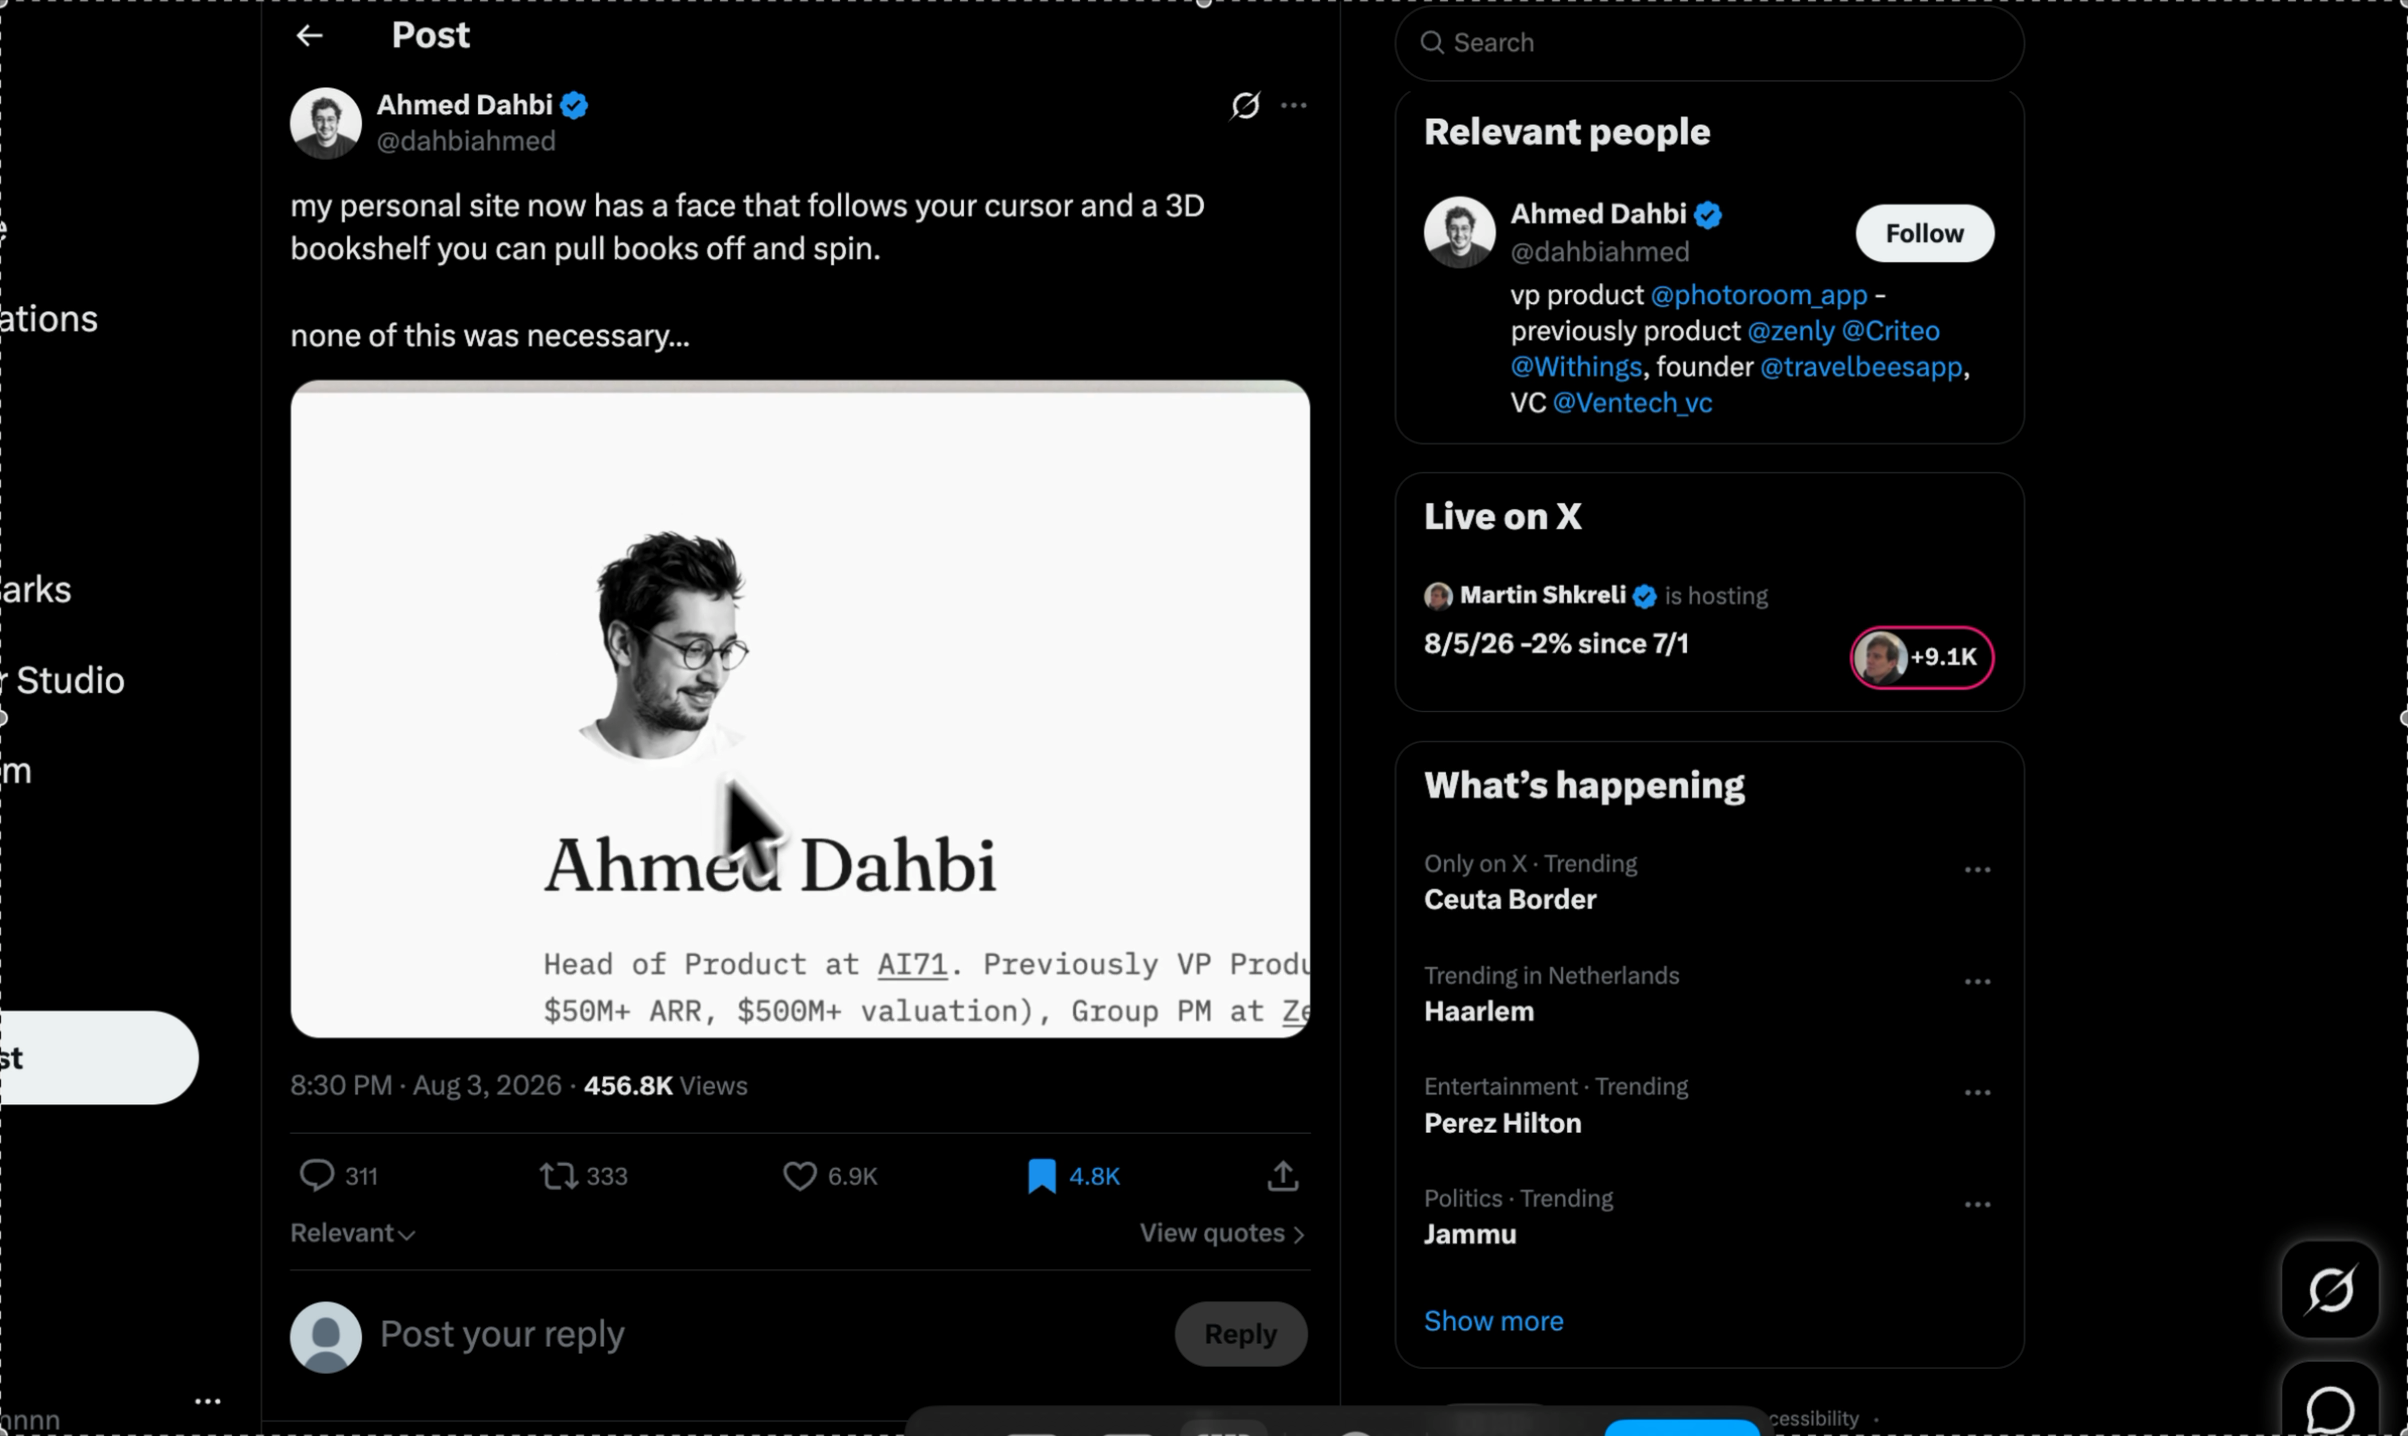 Post
Search
Ahmed Dahbi
@dahbiahmed
my personal site now has a face that follows your cursor and a 3D
bookshelf you can pull books off and spin.
none of this was necessary...
Ahmed Dahbi
Head of Product at AI71. Previously VP Produ
$50M+ ARR, $500M+ valuation), Group PM at Ze
8:30 PM · Aug 3, 2026 · 456.8K Views
311
333
6.9K
4.8K
Relevant
View quotes
Post your reply
Reply
Relevant people
Ahmed Dahbi
@dahbiahmed
Follow
vp product @photoroom_app -
previously product @zenly @Criteo
@Withings, founder @travelbeesapp,
VC @Ventech_vc
Live on X
Martin Shkreli is hosting
8/5/26 -2% since 7/1
+9.1K
What's happening
Only on X · Trending
Ceuta Border
Trending in Netherlands
Haarlem
Entertainment · Trending
Perez Hilton
Politics · Trending
Jammu
Show more
ations
arks
r Studio
m
st
nnnn
cessibility ·